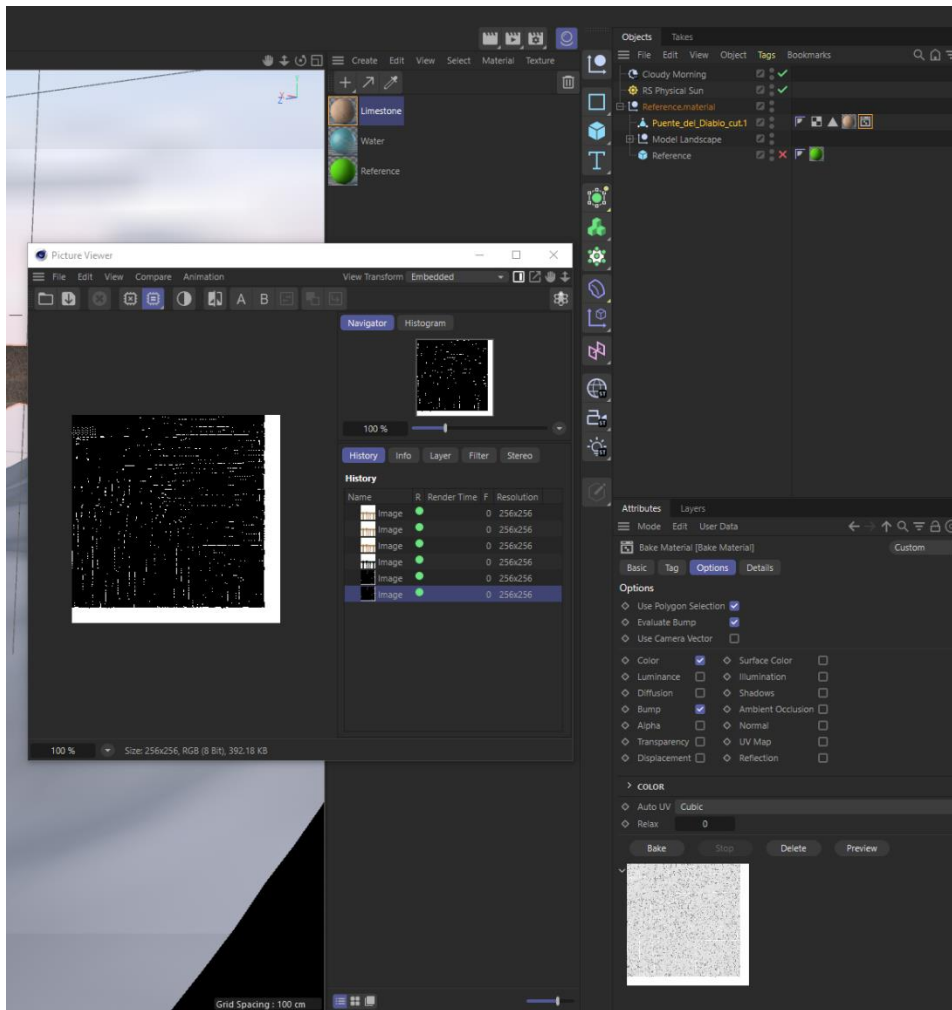 Objects Takes
File Edit View Object Tags Bookmarks
Create Edit View Select Material Texture
Cloudy Morning
RS Physical Sun
Reference.material
Puente_del_Diablo_cut.1
Model Landscape
Reference
Limestone
Water
Reference
Z
T
Picture Viewer
File Edit View Compare Animation
View Transform Embedded
A B
Navigator Histogram
100 %
History Info Layer Filter Stereo
History
Name R Render Time F Resolution
Image 0 256x256
Image 0 256x256
Image 0 256x256
Image 0 256x256
Image 0 256x256
Image 0 256x256
100 % Size: 256x256, RGB (8 Bit), 392.18 KB
ST
ST
ST
Attributes Layers
Mode Edit User Data
Bake Material [Bake Material] Custom
Basic Tag Options Details
Options
Use Polygon Selection
Evaluate Bump
Use Camera Vector
Color Surface Color
Luminance Illumination
Diffusion Shadows
Bump Ambient Occlusion
Alpha Normal
Transparency UV Map
Displacement Reflection
COLOR
Auto UV Cubic
Relax 0
Bake Stop Delete Preview
Grid Spacing : 100 cm